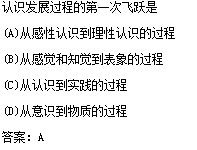 认识发展过程的第一次飞跃是
(A)从感性认识到理性认识的过程
(B)从感觉和知觉到表象的过程
(C)从认识到实践的过程
(D)从意识到物质的过程
答案: A